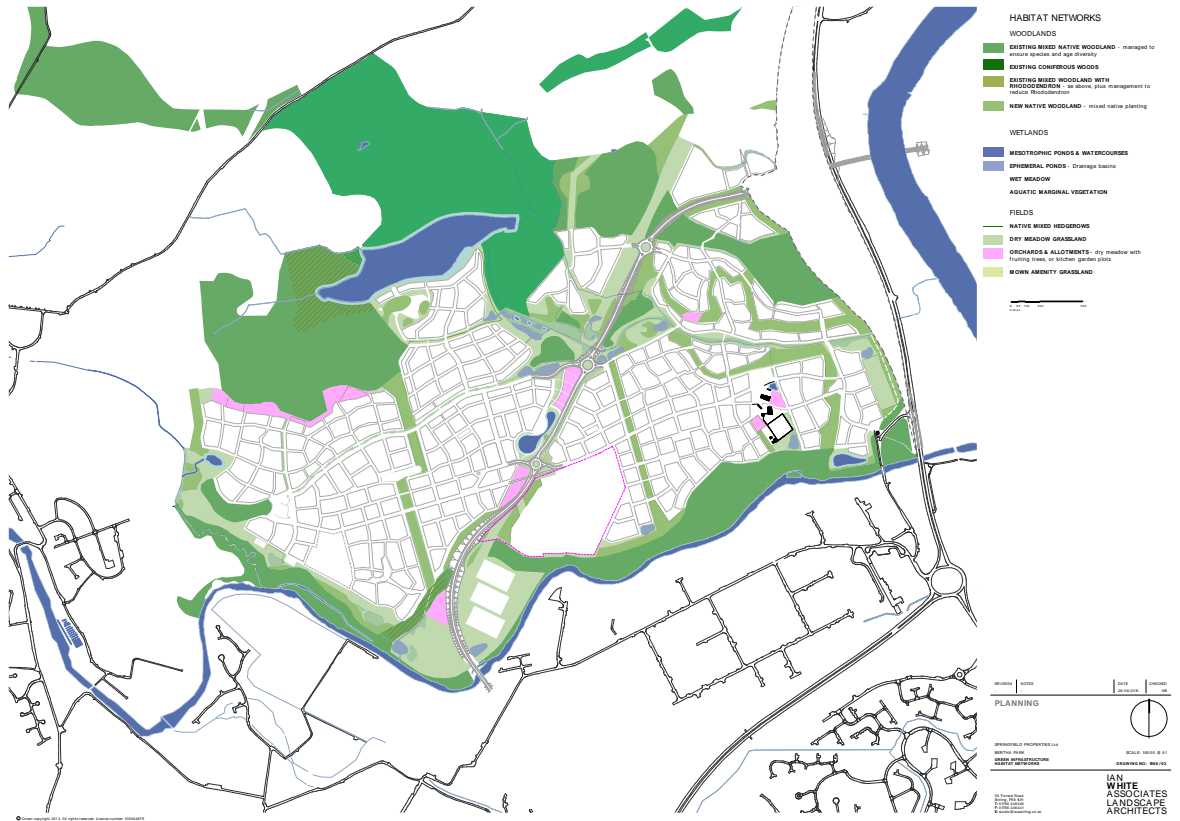 HABITAT NETWORKS
WOODLANDS
EXISTING MIXED NATIVE WOODLAND - managed to
ensure species and age diversity
EXISTING CONIFEROUS WOODS
EXISTING MIXED WOODLAND WITH
RHODODENDRON - as above, plus management to
reduce Rhododendron
NEW NATIVE WOODLAND - mixed native planting
WETLANDS
MESOTROPHIC PONDS & WATERCOURSES
EPHEMERAL PONDS - Drainage basins
WET MEADOW
AQUATIC MARGINAL VEGETATION
FIELDS
NATIVE MIXED HEDGEROWS
DRY MEADOW GRASSLAND
ORCHARDS & ALLOTMENTS - dry meadow with
fruiting trees, or kitchen garden plots
MOWN AMENITY GRASSLAND
REVISION NOTES DATE CHECKED
PLANNING
SPRINGFIELD PROPERTIES Ltd
BERTHA PARK
GREEN INFRASTRUCTURE
HABITAT NETWORKS
IAN
WHITE
ASSOCIATES
LANDSCAPE
ARCHITECTS